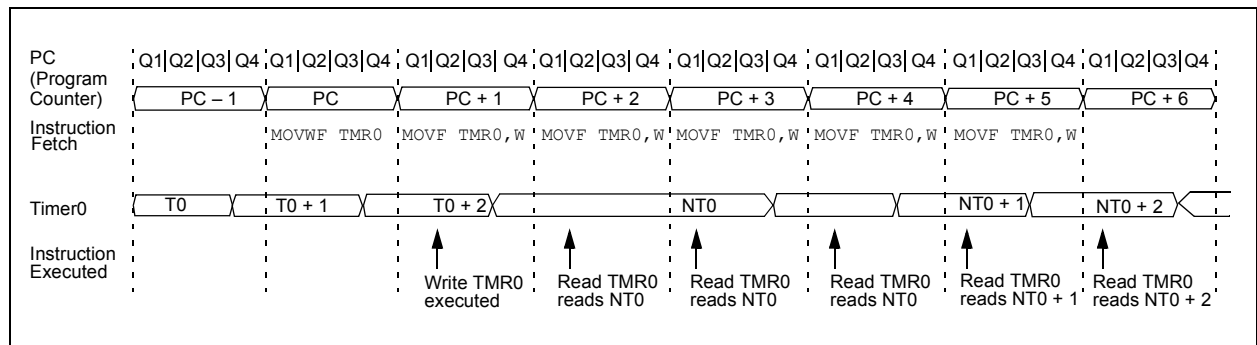 PC
(Program
Counter)
Q1 Q2 Q3 Q4 Q1 Q2 Q3 Q4 Q1 Q2 Q3 Q4 Q1 Q2 Q3 Q4 Q1 Q2 Q3 Q4 Q1 Q2 Q3 Q4 Q1 Q2 Q3 Q4 Q1 Q2 Q3 Q4
PC – 1 PC PC + 1 PC + 2 PC + 3 PC + 4 PC + 5 PC + 6
Instruction
Fetch
MOVWF TMR0 MOVF TMR0,W MOVF TMR0,W MOVF TMR0,W MOVF TMR0,W MOVF TMR0,W
Timer0
T0 T0 + 1 T0 + 2 NT0 NT0 + 1 NT0 + 2
Instruction
Executed
Write TMR0
executed
Read TMR0
reads NT0
Read TMR0
reads NT0
Read TMR0
reads NT0
Read TMR0
reads NT0 + 1
Read TMR0
reads NT0 + 2